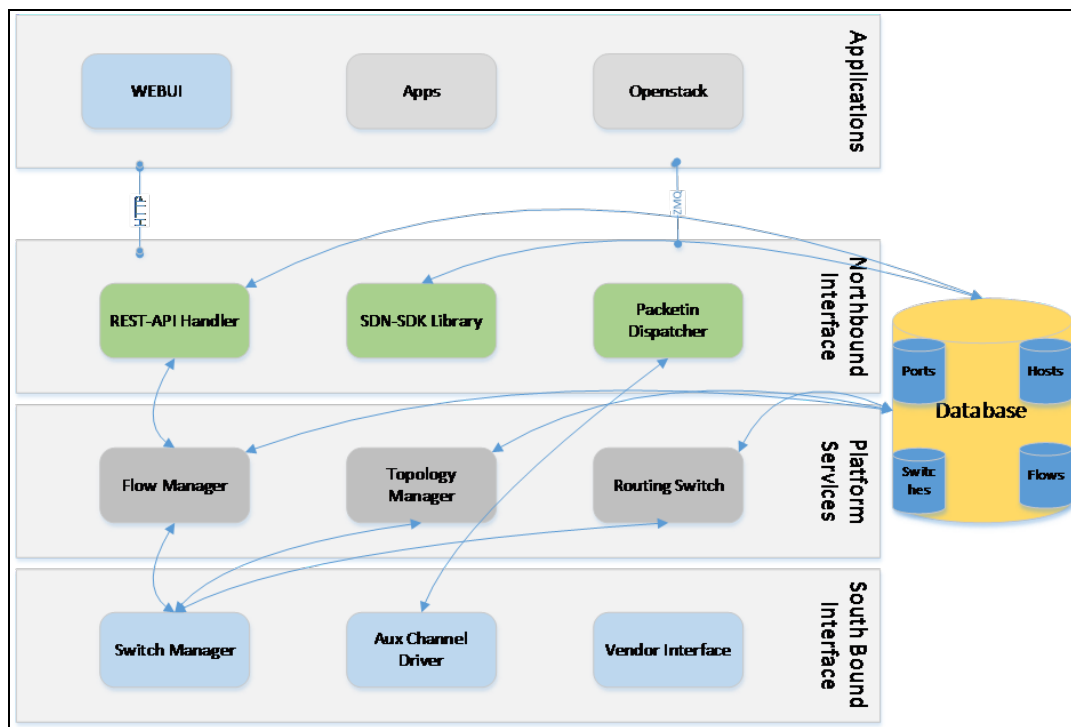 WEBUI
Apps
Openstack
Applications
HTTP
ZMQ
REST-API Handler
SDN-SDK Library
Packetin
Dispatcher
Northbound
Interface
Flow Manager
Topology
Manager
Routing Switch
Platform
Services
Switch Manager
Aux Channel
Driver
Vendor Interface
South Bound
Interface
Ports
Hosts
Database
Switc
hes
Flows